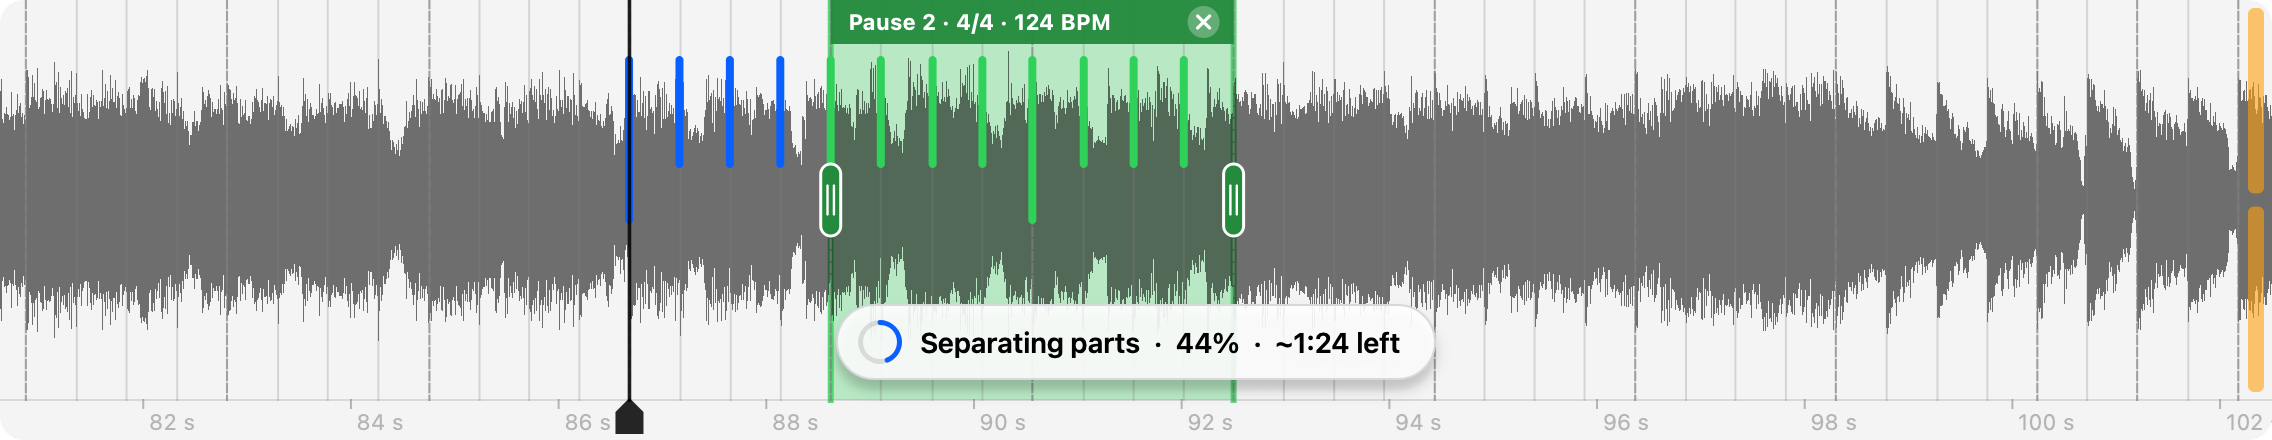 Pause 2 · 4/4 · 124 BPM
Separating parts · 44% · ~1:24 left
82 s
84 s
86 s
88 s
90 s
92 s
94 s
96 s
98 s
100 s
102